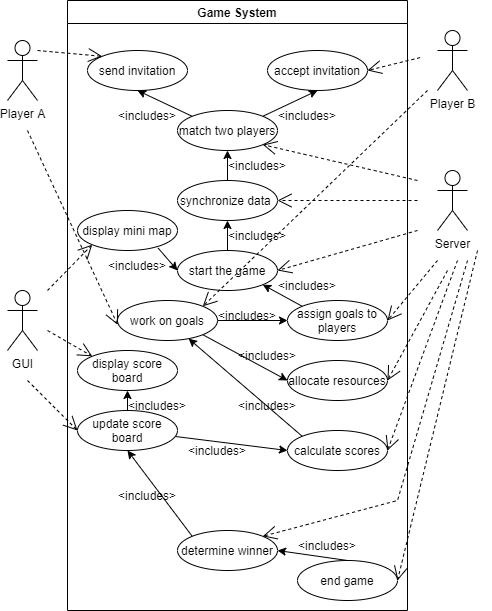 Game System
send invitation
accept invitation
Player A
Player B
<includes>
<includes>
match two players
<includes>
synchronize data
display mini map
<includes>
Server
<includes>
start the game
<includes>
work on goals
<includes>
assign goals to
players
GUI
<includes>
display score
board
allocate resources
<includes>
<includes>
update score
board
<includes>
calculate scores
<includes>
determine winner
<includes>
end game